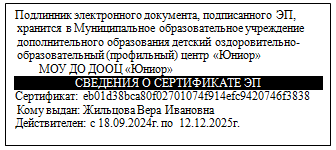 Подлинник электронного документа, подписанного ЭП,
хранится в Муниципальное образовательное учреждение
дополнительного образования детский оздоровительно-
образовательный (профильный) центр «Юниор»
МОУ ДО ДООЦ «Юниор»
СВЕДЕНИЯ О СЕРТИФИКАТЕ ЭП
Сертификат: eb01d38bca80f02701074f914efc9420746f3838
Кому выдан: Жильцова Вера Ивановна
Действителен: с 18.09.2024г. по 12.12.2025г.